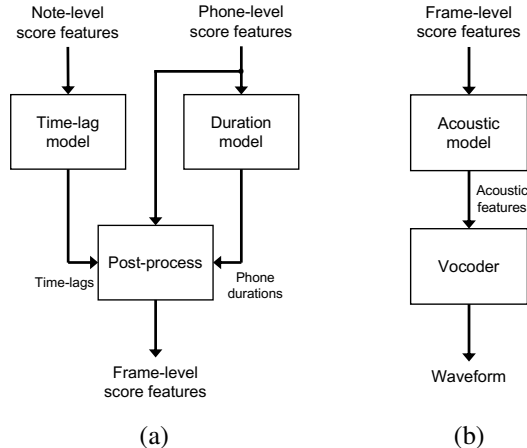 Note-level
score features
Phone-level
score features
Time-lag
model
Duration
model
Post-process
Time-lags
Phone
durations
Frame-level
score features
(a)
Frame-level
score features
Acoustic
model
Acoustic
features
Vocoder
Waveform
(b)